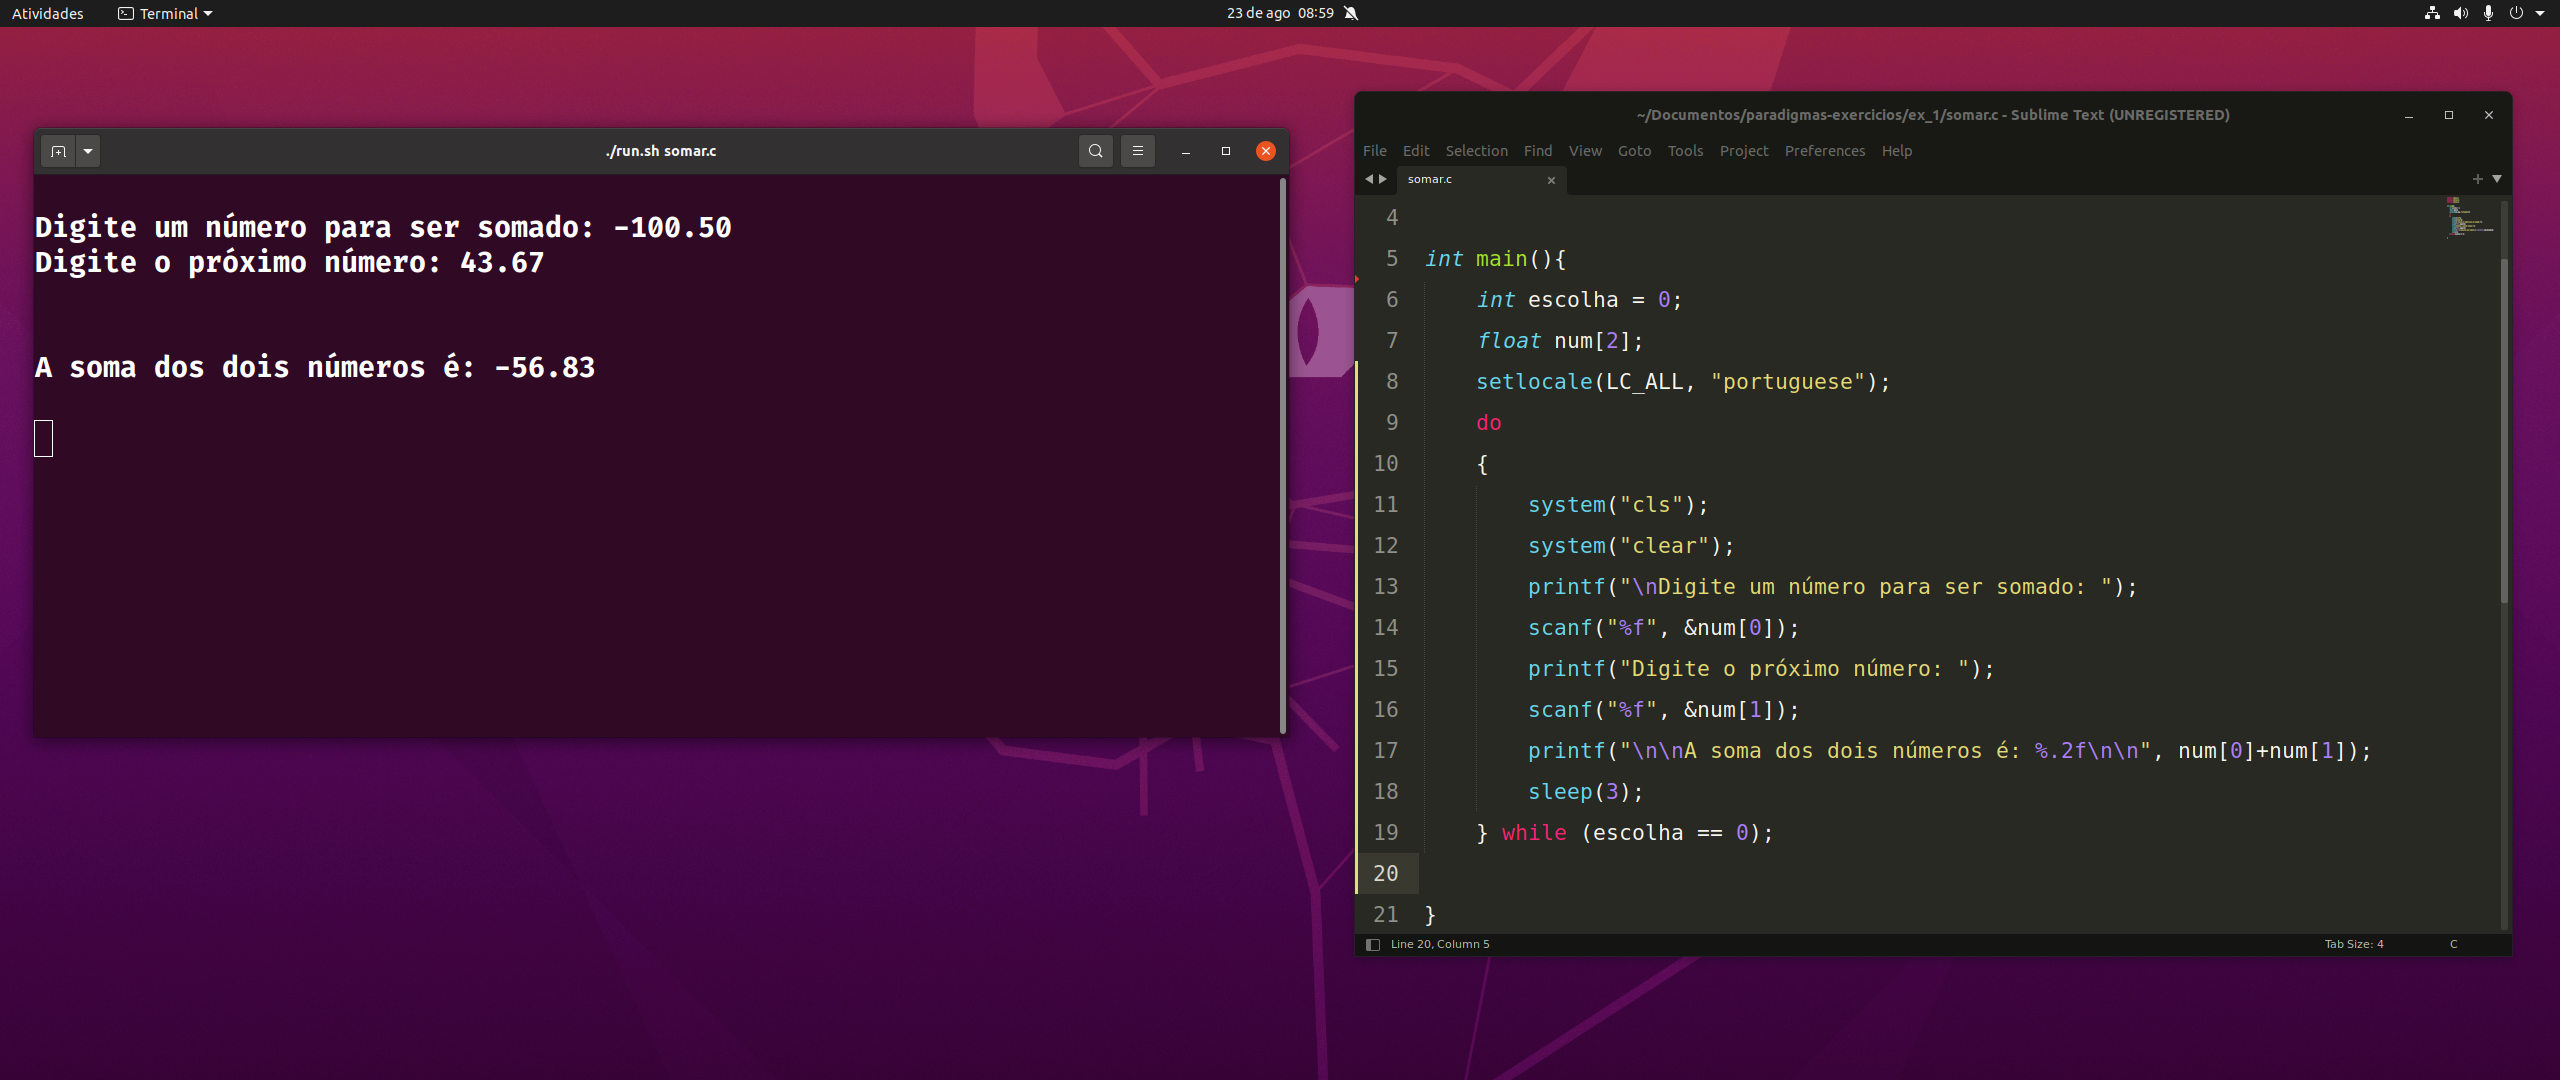 Atividades
Terminal
23 de ago 08:59
./run.sh somar.c
Digite um número para ser somado: -100.50
Digite o próximo número: 43.67
A soma dos dois números é: -56.83
~/Documentos/paradigmas-exercicios/ex_1/somar.c - Sublime Text (UNREGISTERED)
File Edit Selection Find View Goto Tools Project Preferences Help
somar.c
4
5 int main(){
6     int escolha = 0;
7     float num[2];
8     setlocale(LC_ALL, "portuguese");
9     do
10     {
11         system("cls");
12         system("clear");
13         printf("\nDigite um número para ser somado: ");
14         scanf("%f", &num[0]);
15         printf("Digite o próximo número: ");
16         scanf("%f", &num[1]);
17         printf("\n\nA soma dos dois números é: %.2f\n\n", num[0]+num[1]);
18         sleep(3);
19     } while (escolha == 0);
20
21 }
Line 20, Column 5
Tab Size: 4
C